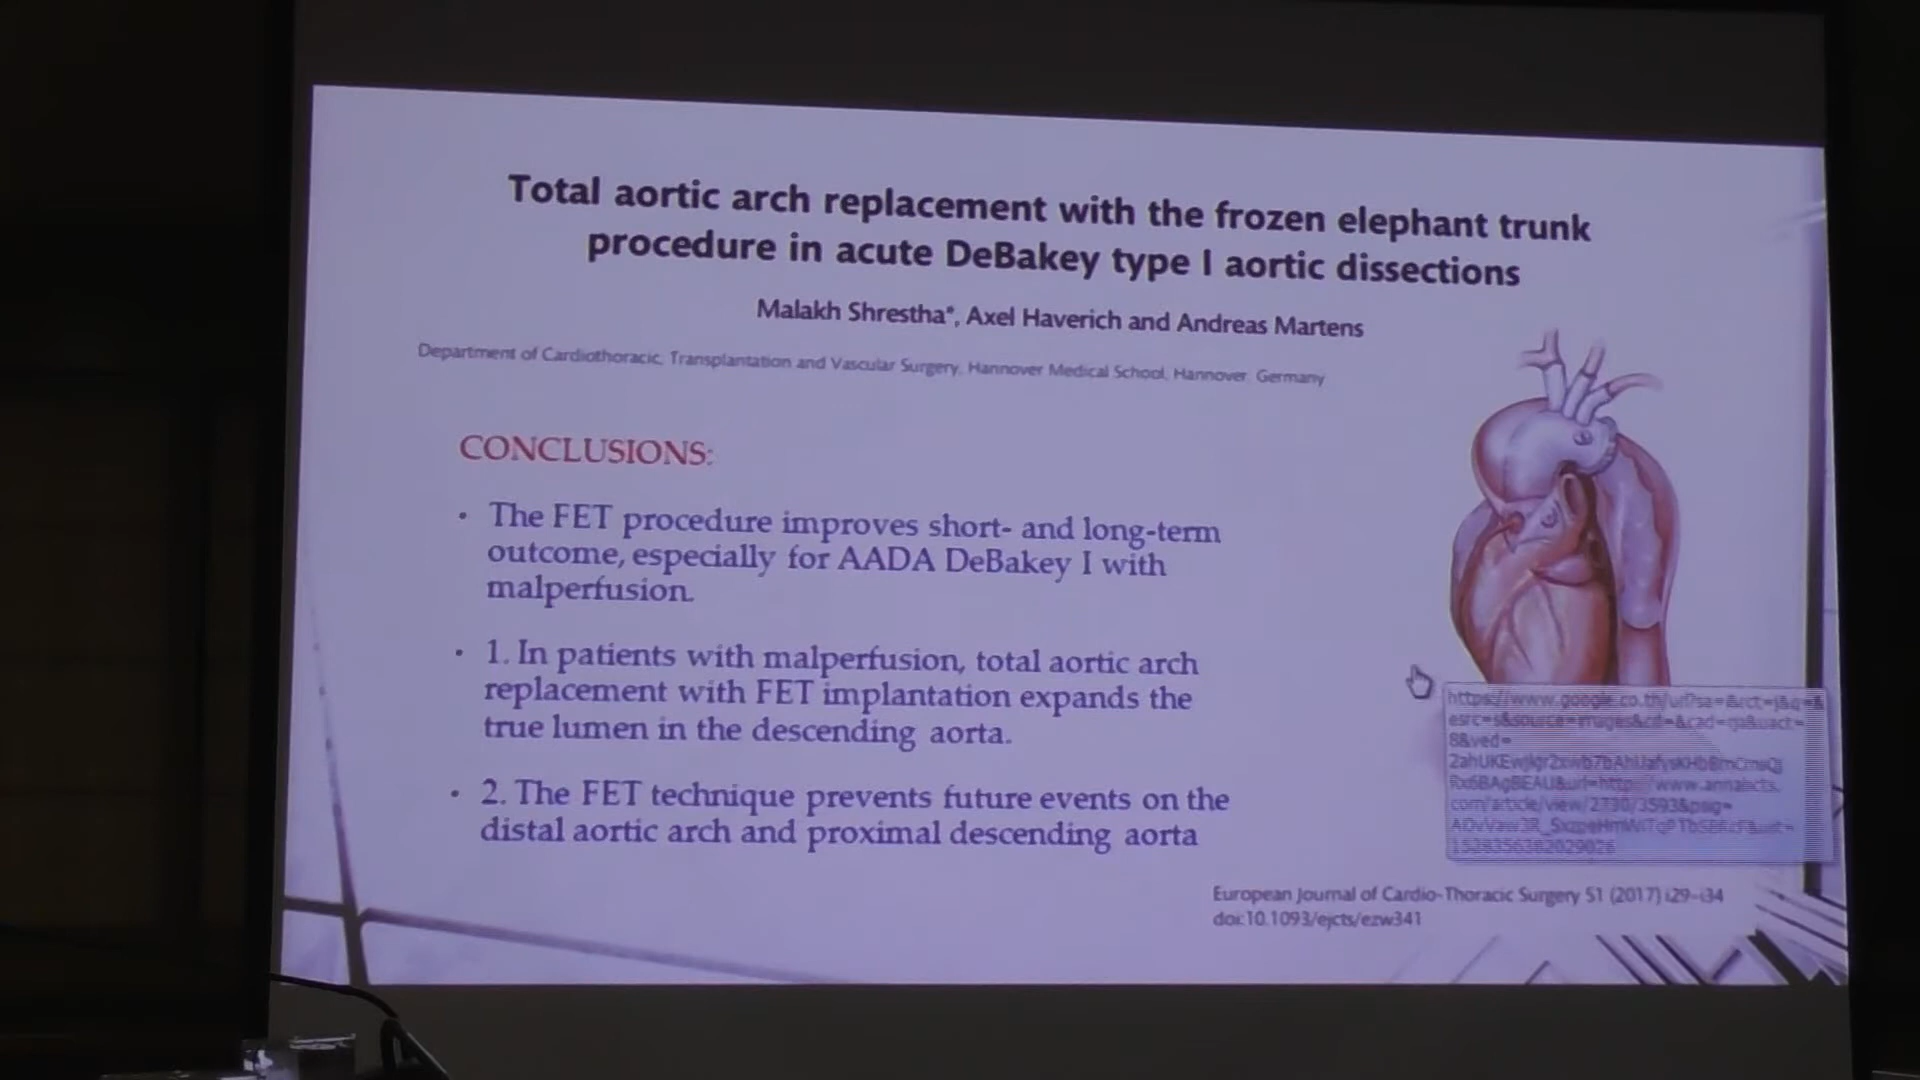 Total aortic arch replacement with the frozen elephant trunk
procedure in acute DeBakey type I aortic dissections
Malakh Shrestha*, Axel Haverich and Andreas Martens
Department of Cardiothoracic, Transplantation and Vascular Surgery, Hannover Medical School, Hannover, Germany
CONCLUSIONS:
• The FET procedure improves short- and long-term
outcome, especially for AADA DeBakey I with
malperfusion.
• 1. In patients with malperfusion, total aortic arch
replacement with FET implantation expands the
true lumen in the descending aorta.
• 2. The FET technique prevents future events on the
distal aortic arch and proximal descending aorta
8&ved=
European Journal of Cardio-Thoracic Surgery 51 (2017) i29–i34
doi:10.1093/ejcts/ezw341